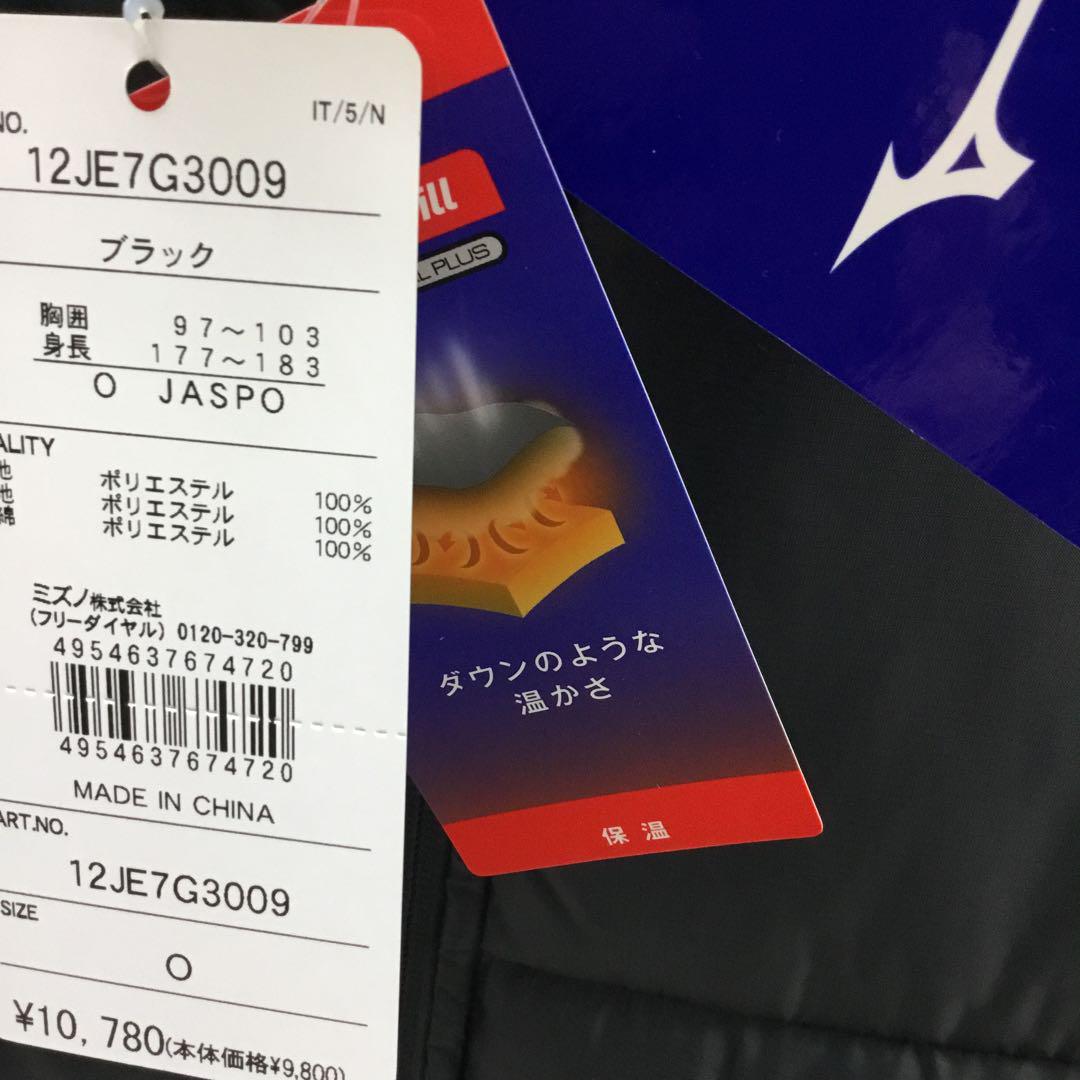 IT/5/N
NO.
12JE7G3009
ブラック
胸囲 97～103
身長 177～183
O JASPO
ALITY
地 ポリエステル 100%
地 ポリエステル 100%
綿 ポリエステル 100%
ミズノ株式会社
(フリーダイヤル) 0120-320-799
4954637674720
4954637674720
MADE IN CHINA
ART.NO.
12JE7G3009
SIZE
O
¥10,780(本体価格¥9,800)
ill
L PLUS
ダウンのような
温かさ
保温